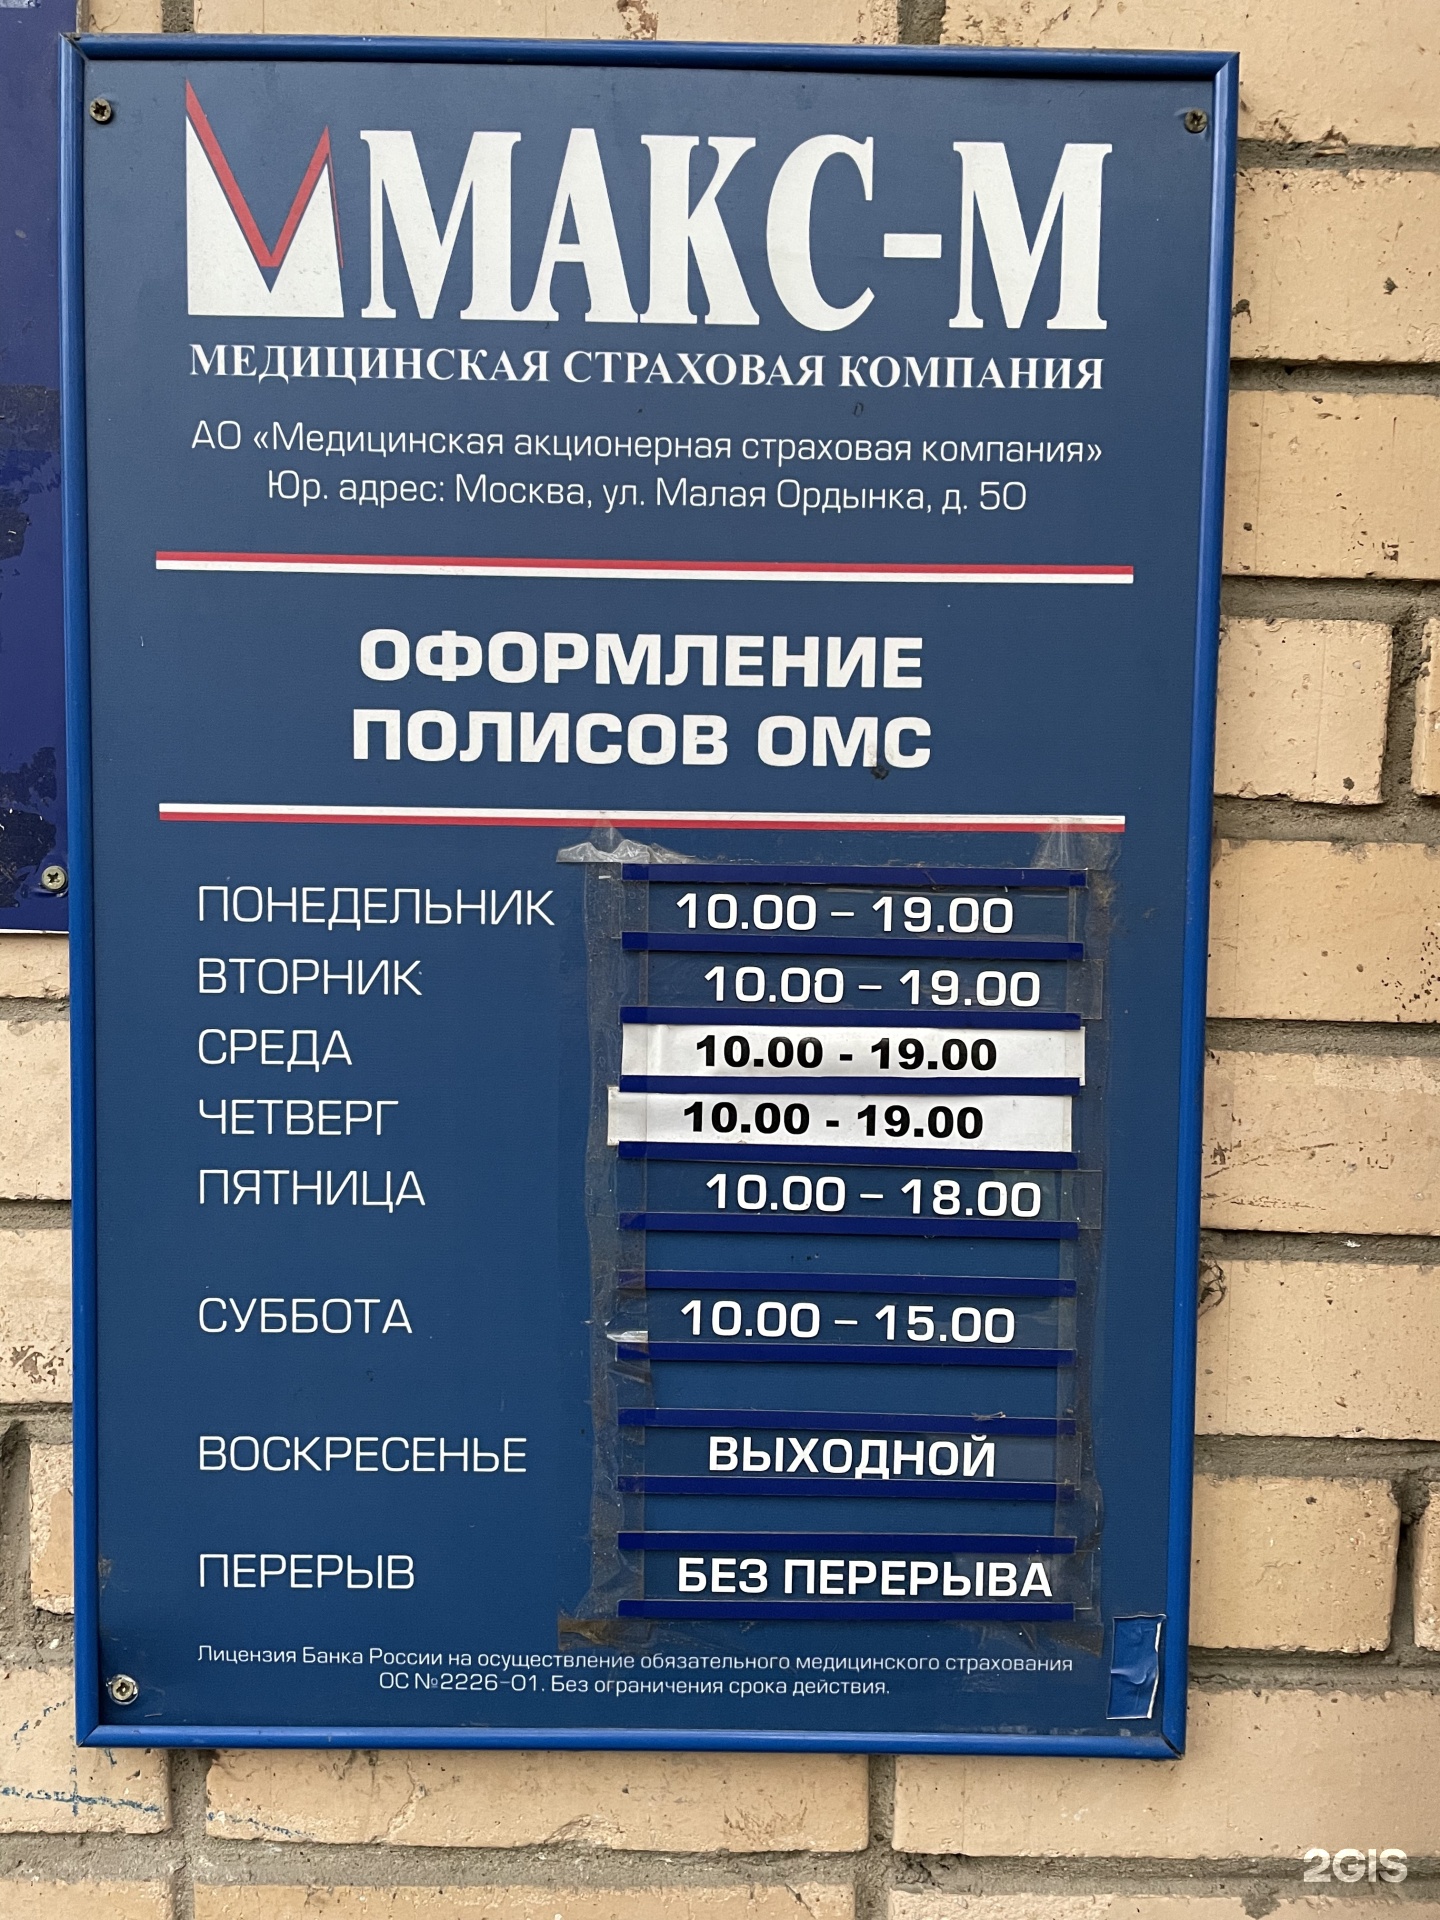 МАКС-М
МЕДИЦИНСКАЯ СТРАХОВАЯ КОМПАНИЯ
АО «Медицинская акционерная страховая компания»
Юр. адрес: Москва, ул. Малая Ордынка, д. 50
ОФОРМЛЕНИЕ
ПОЛИСОВ ОМС
ПОНЕДЕЛЬНИК 10.00 – 19.00
ВТОРНИК 10.00 – 19.00
СРЕДА 10.00 - 19.00
ЧЕТВЕРГ 10.00 - 19.00
ПЯТНИЦА 10.00 – 18.00
СУББОТА 10.00 – 15.00
ВОСКРЕСЕНЬЕ ВЫХОДНОЙ
ПЕРЕРЫВ БЕЗ ПЕРЕРЫВА
Лицензия Банка России на осуществление обязательного медицинского страхования
ОС №2226-01. Без ограничения срока действия.
2GIS